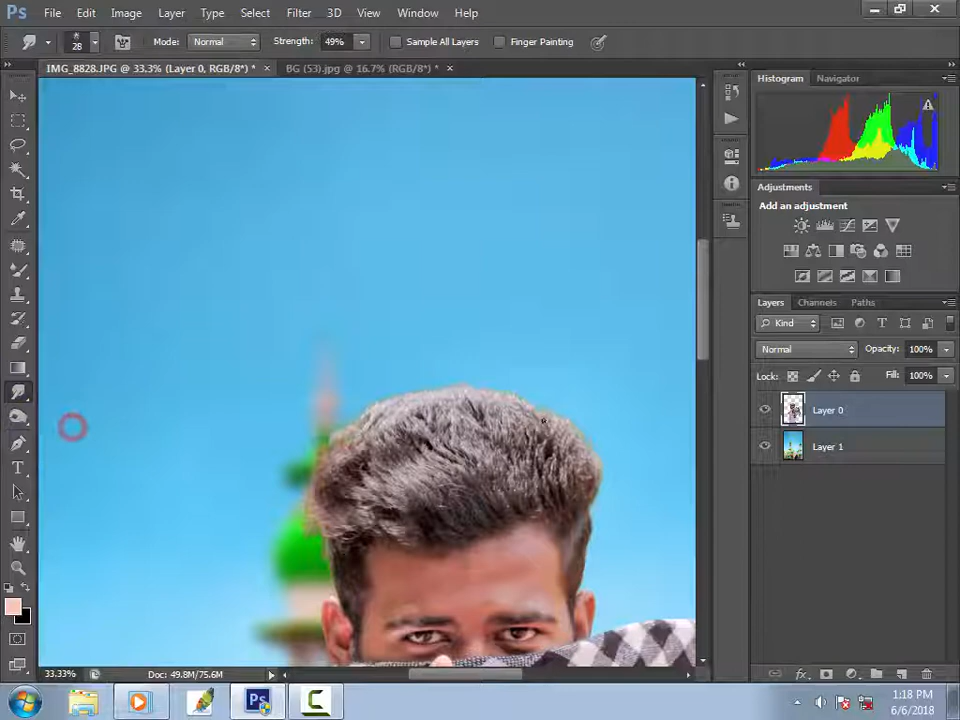 Ps File Edit Image Layer Type Select Filter 3D View Window Help
28 Mode: Normal Strength: 49% Sample All Layers Finger Painting
IMG_8828.JPG @ 33.3% (Layer 0, RGB/8*) * × BG (53).jpg @ 16.7% (RGB/8*) * ×
Histogram Navigator
Adjustments
Add an adjustment
Layers Channels Paths
Kind
Normal Opacity: 100%
Lock: Fill: 100%
Layer 0
Layer 1
33.33% Doc: 49.8M/75.6M
1:18 PM
6/6/2018